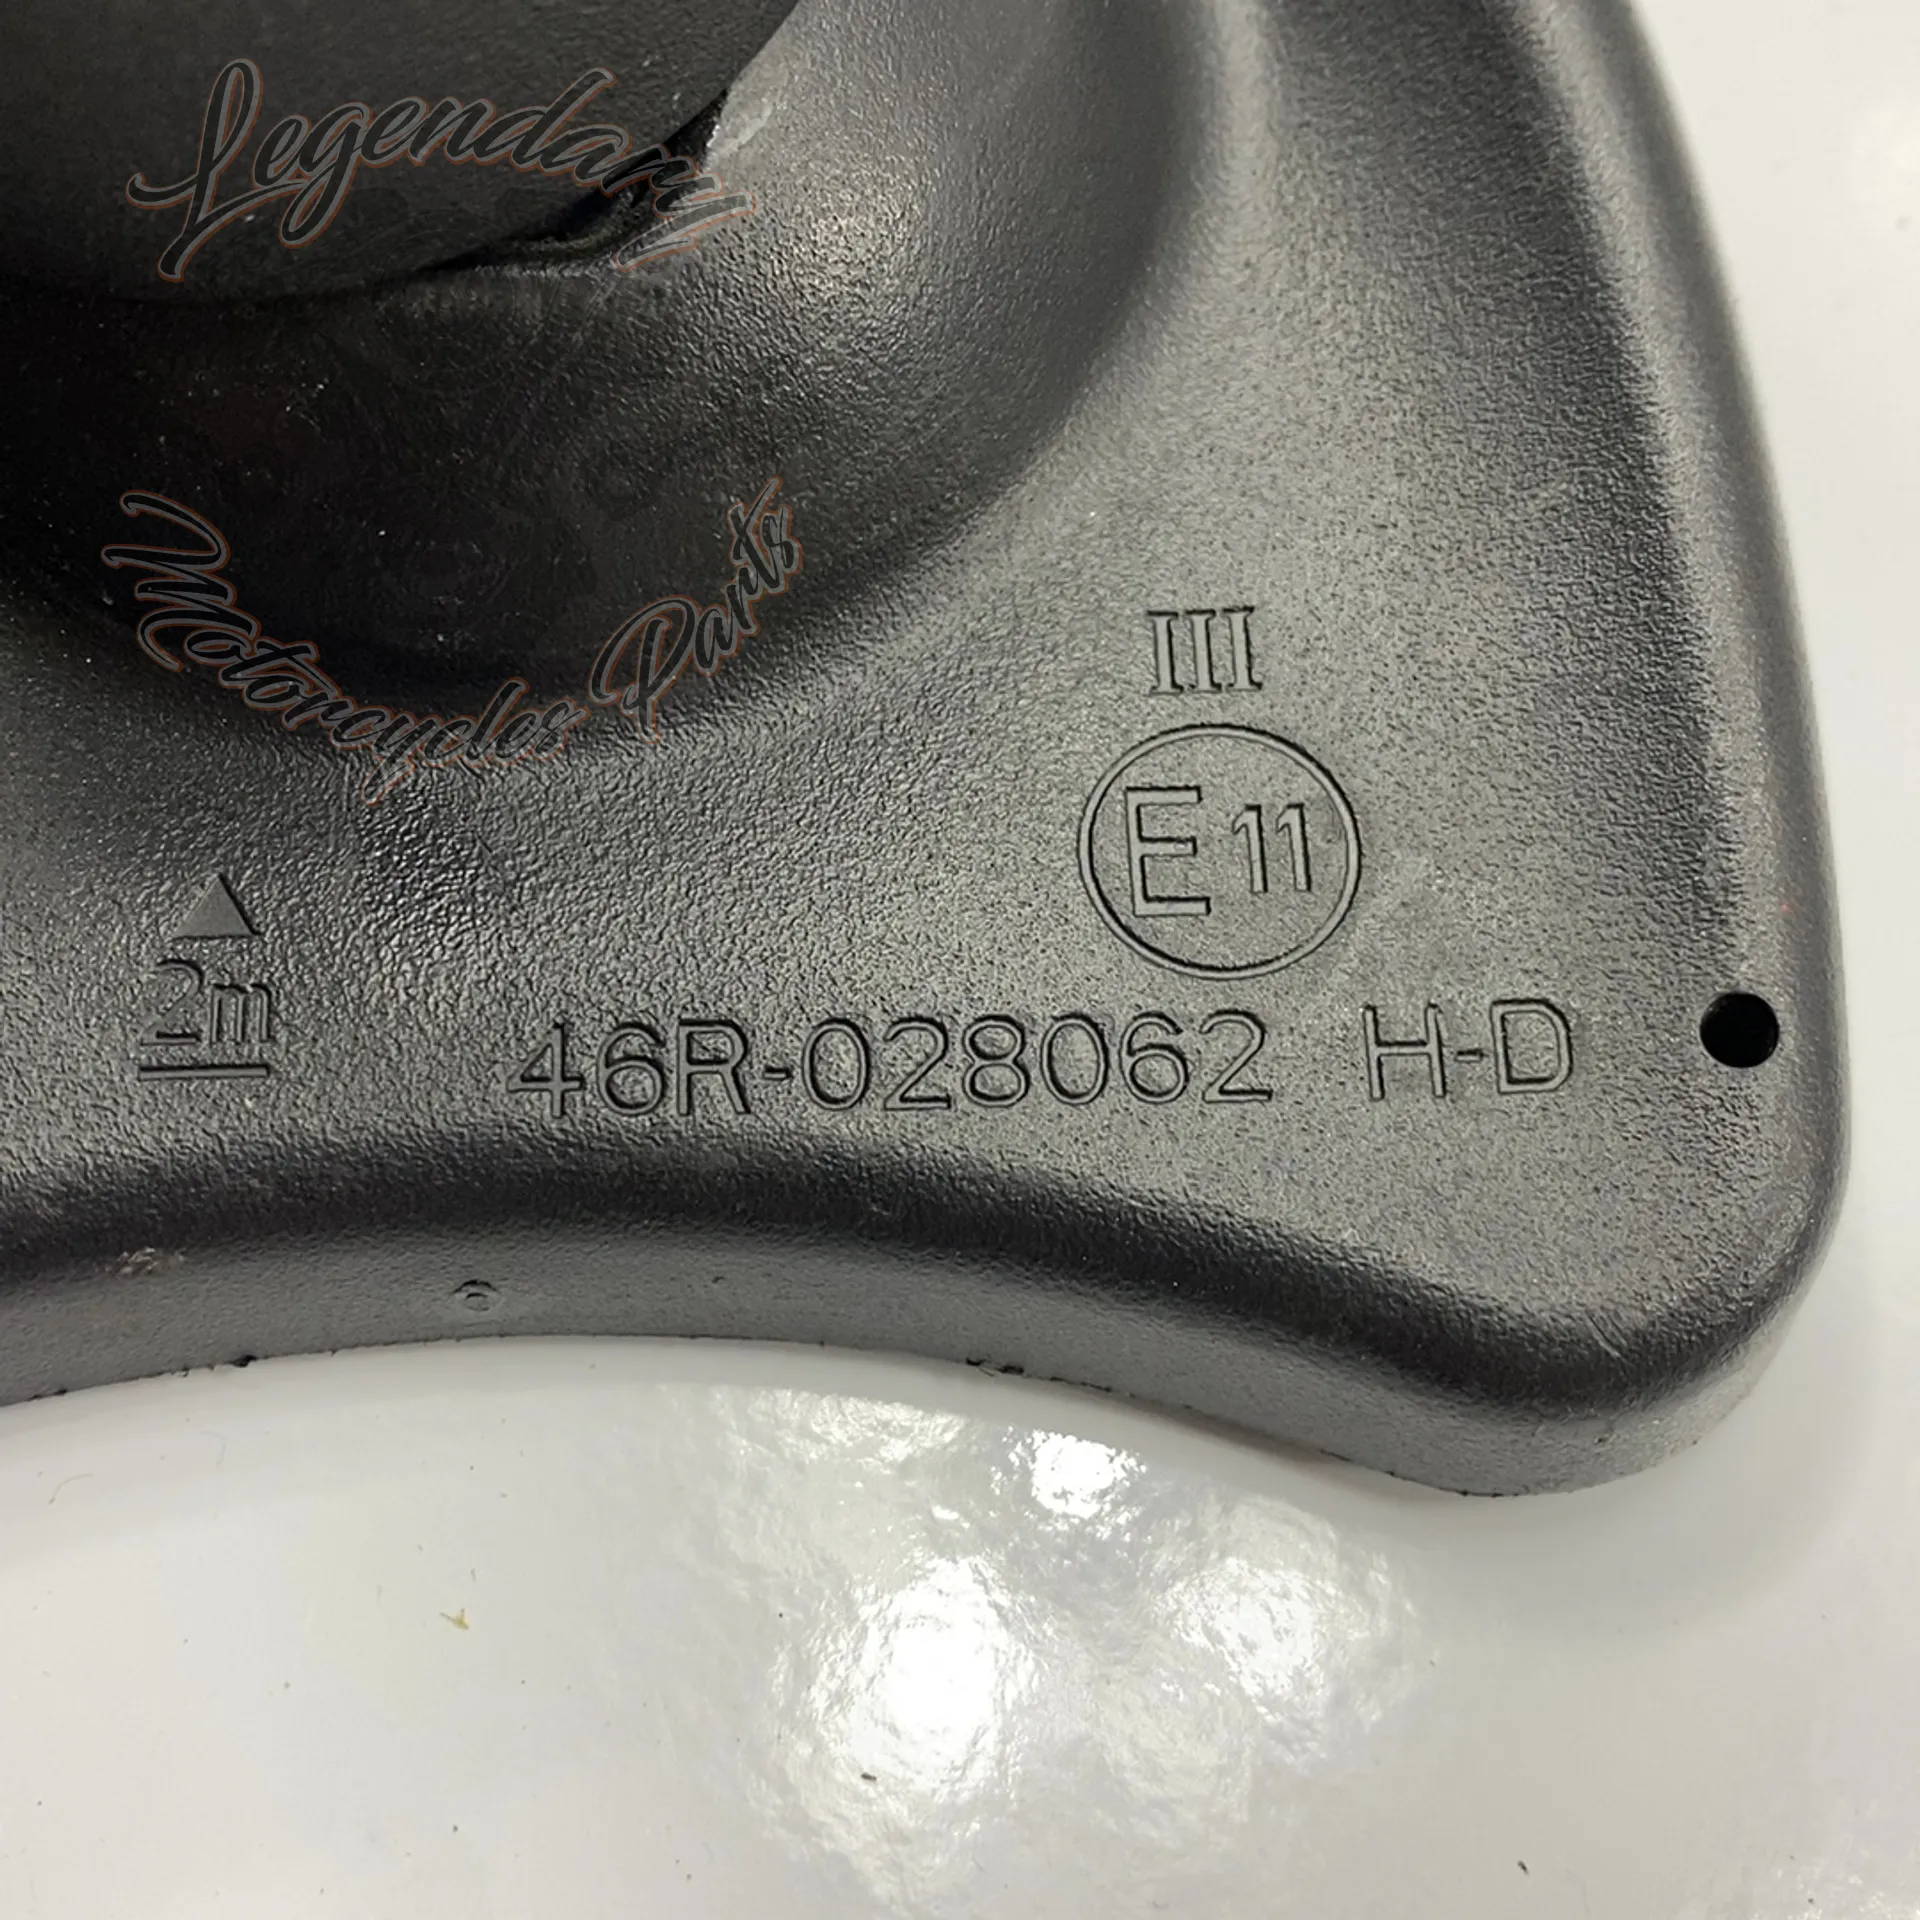 Legendary
Motorcycles Parts
III
E 11
2m
46R-028062 H-D